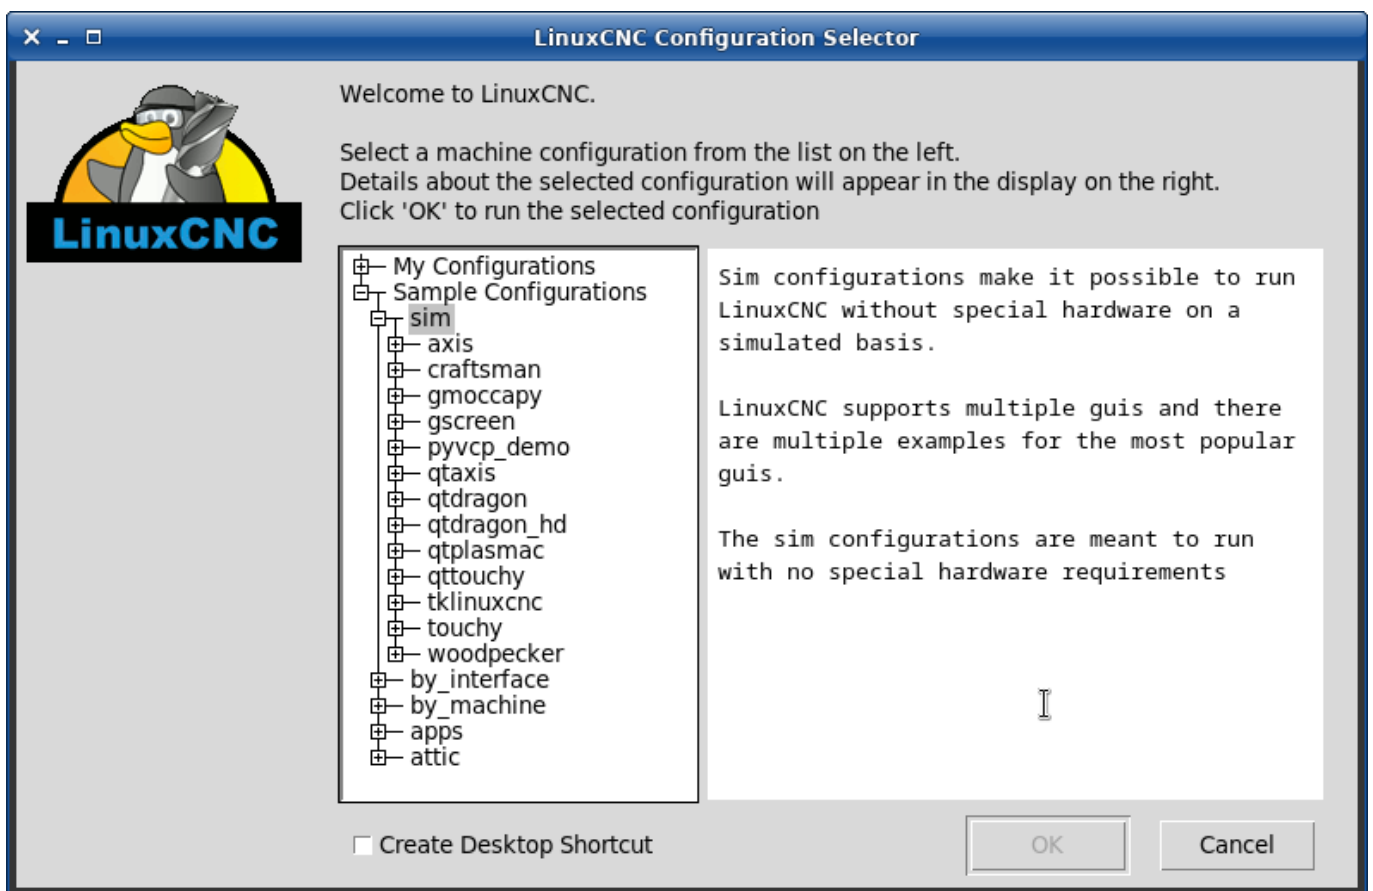 LinuxCNC Configuration Selector
LinuxCNC
Welcome to LinuxCNC.
Select a machine configuration from the list on the left.
Details about the selected configuration will appear in the display on the right.
Click 'OK' to run the selected configuration
My Configurations
Sample Configurations
sim
axis
craftsman
gmoccapy
gscreen
pyvcp_demo
qtaxis
qtdragon
qtdragon_hd
qtplasmac
qttouchy
tklinuxcnc
touchy
woodpecker
by_interface
by_machine
apps
attic
Sim configurations make it possible to run
LinuxCNC without special hardware on a
simulated basis.
LinuxCNC supports multiple guis and there
are multiple examples for the most popular
guis.
The sim configurations are meant to run
with no special hardware requirements
Create Desktop Shortcut
OK
Cancel